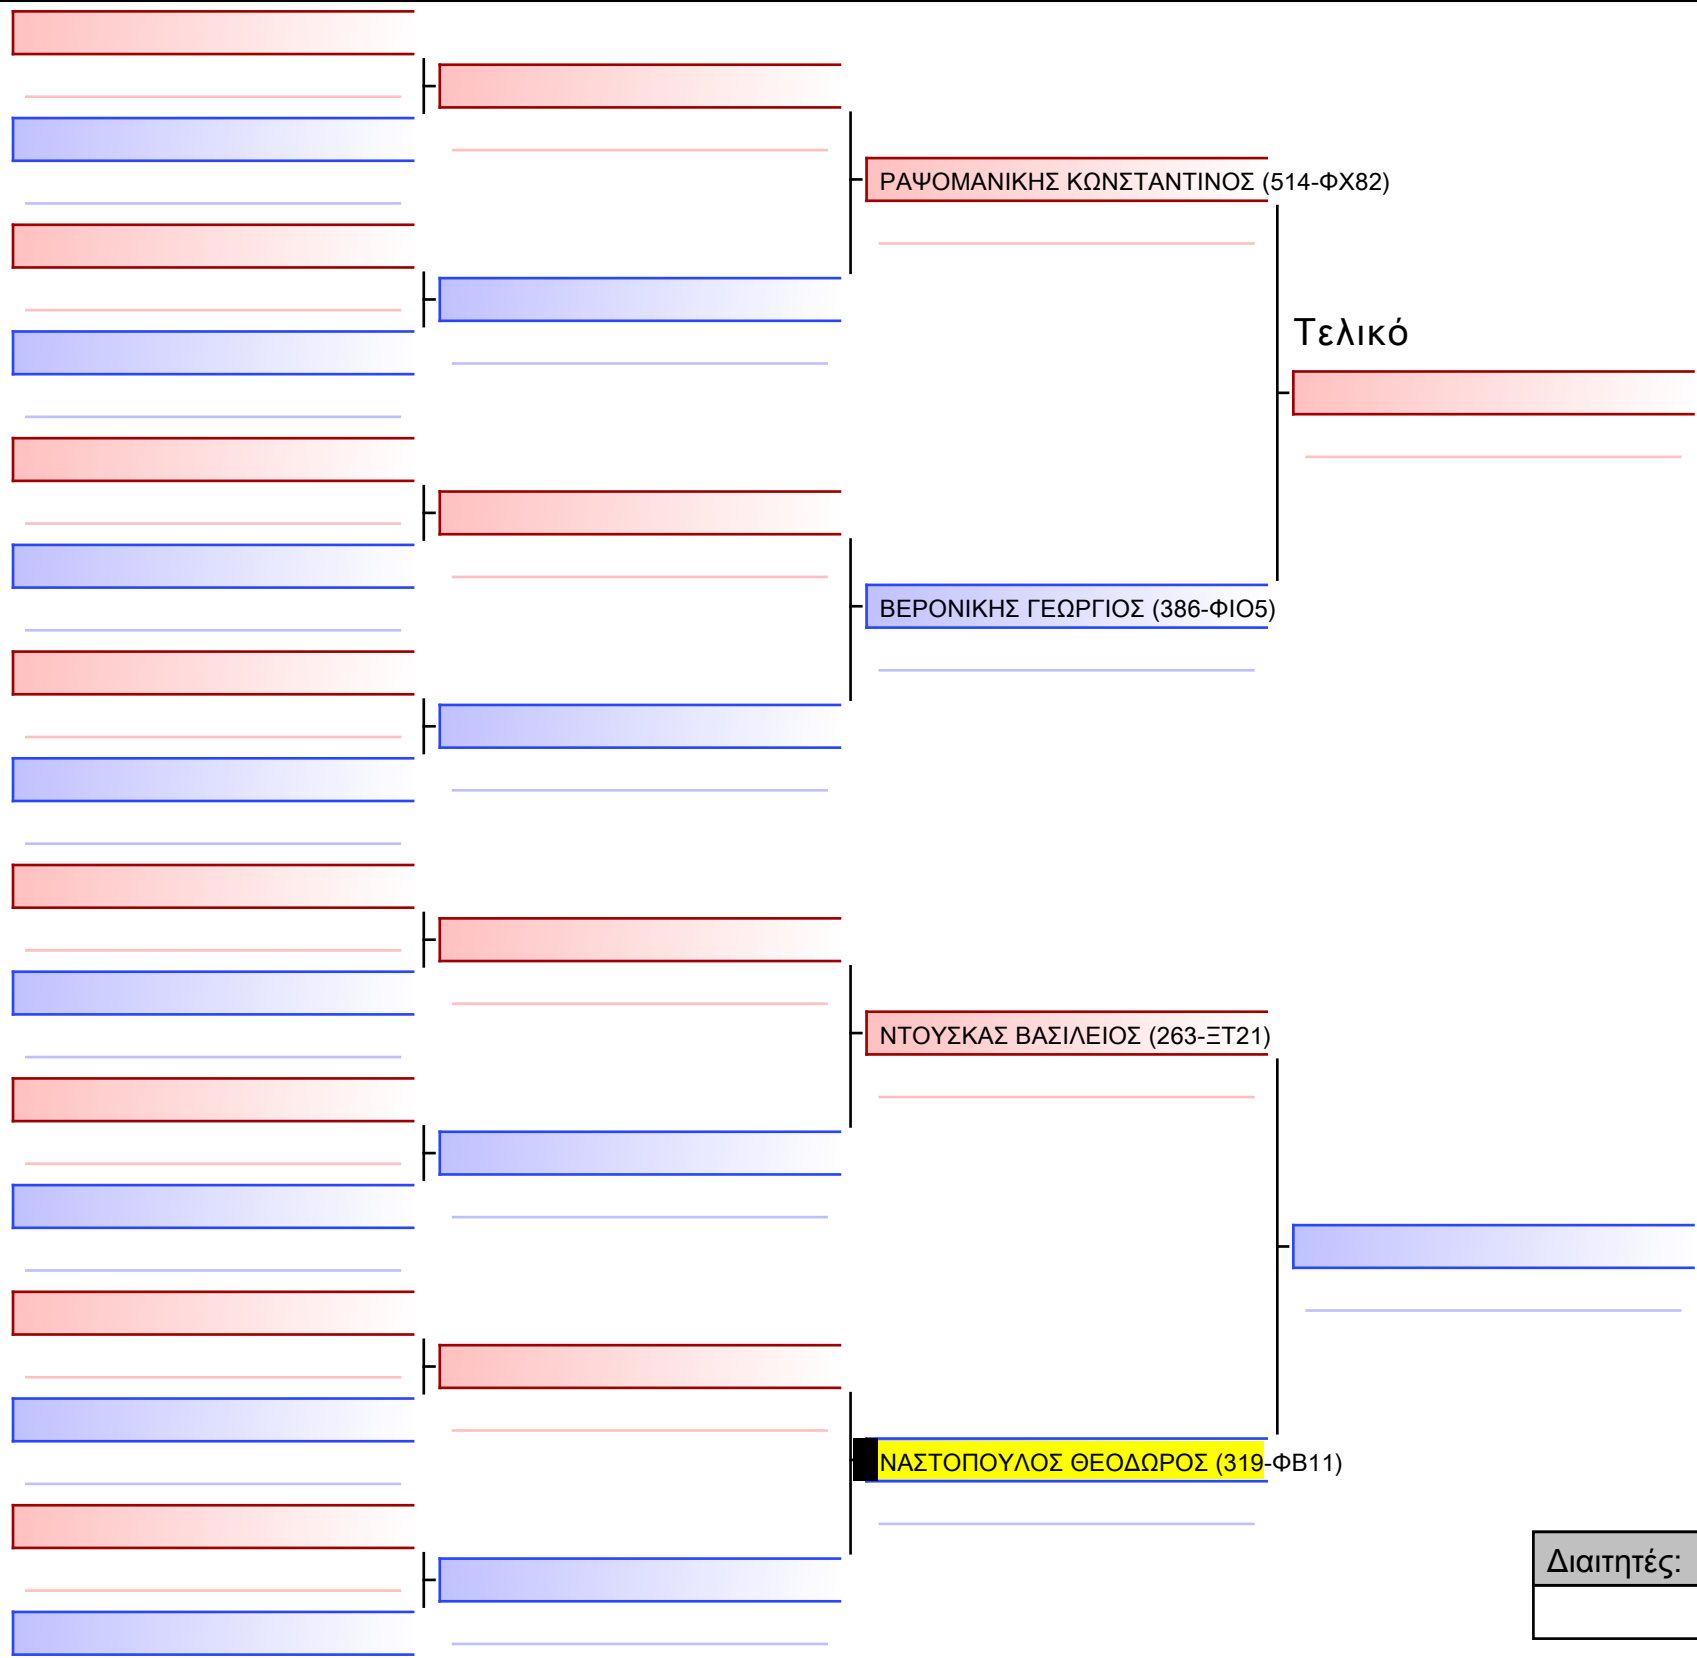 ΡΑΨΟΜΑΝΙΚΗΣ ΚΩΝΣΤΑΝΤΙΝΟΣ (514-ΦΧ82)
Τελικό
ΒΕΡΟΝΙΚΗΣ ΓΕΩΡΓΙΟΣ (386-ΦΙΟ5)
ΝΤΟΥΣΚΑΣ ΒΑΣΙΛΕΙΟΣ (263-ΞΤ21)
ΝΑΣΤΟΠΟΥΛΟΣ ΘΕΟΔΩΡΟΣ (319-ΦΒ11)
Διαιτητές: